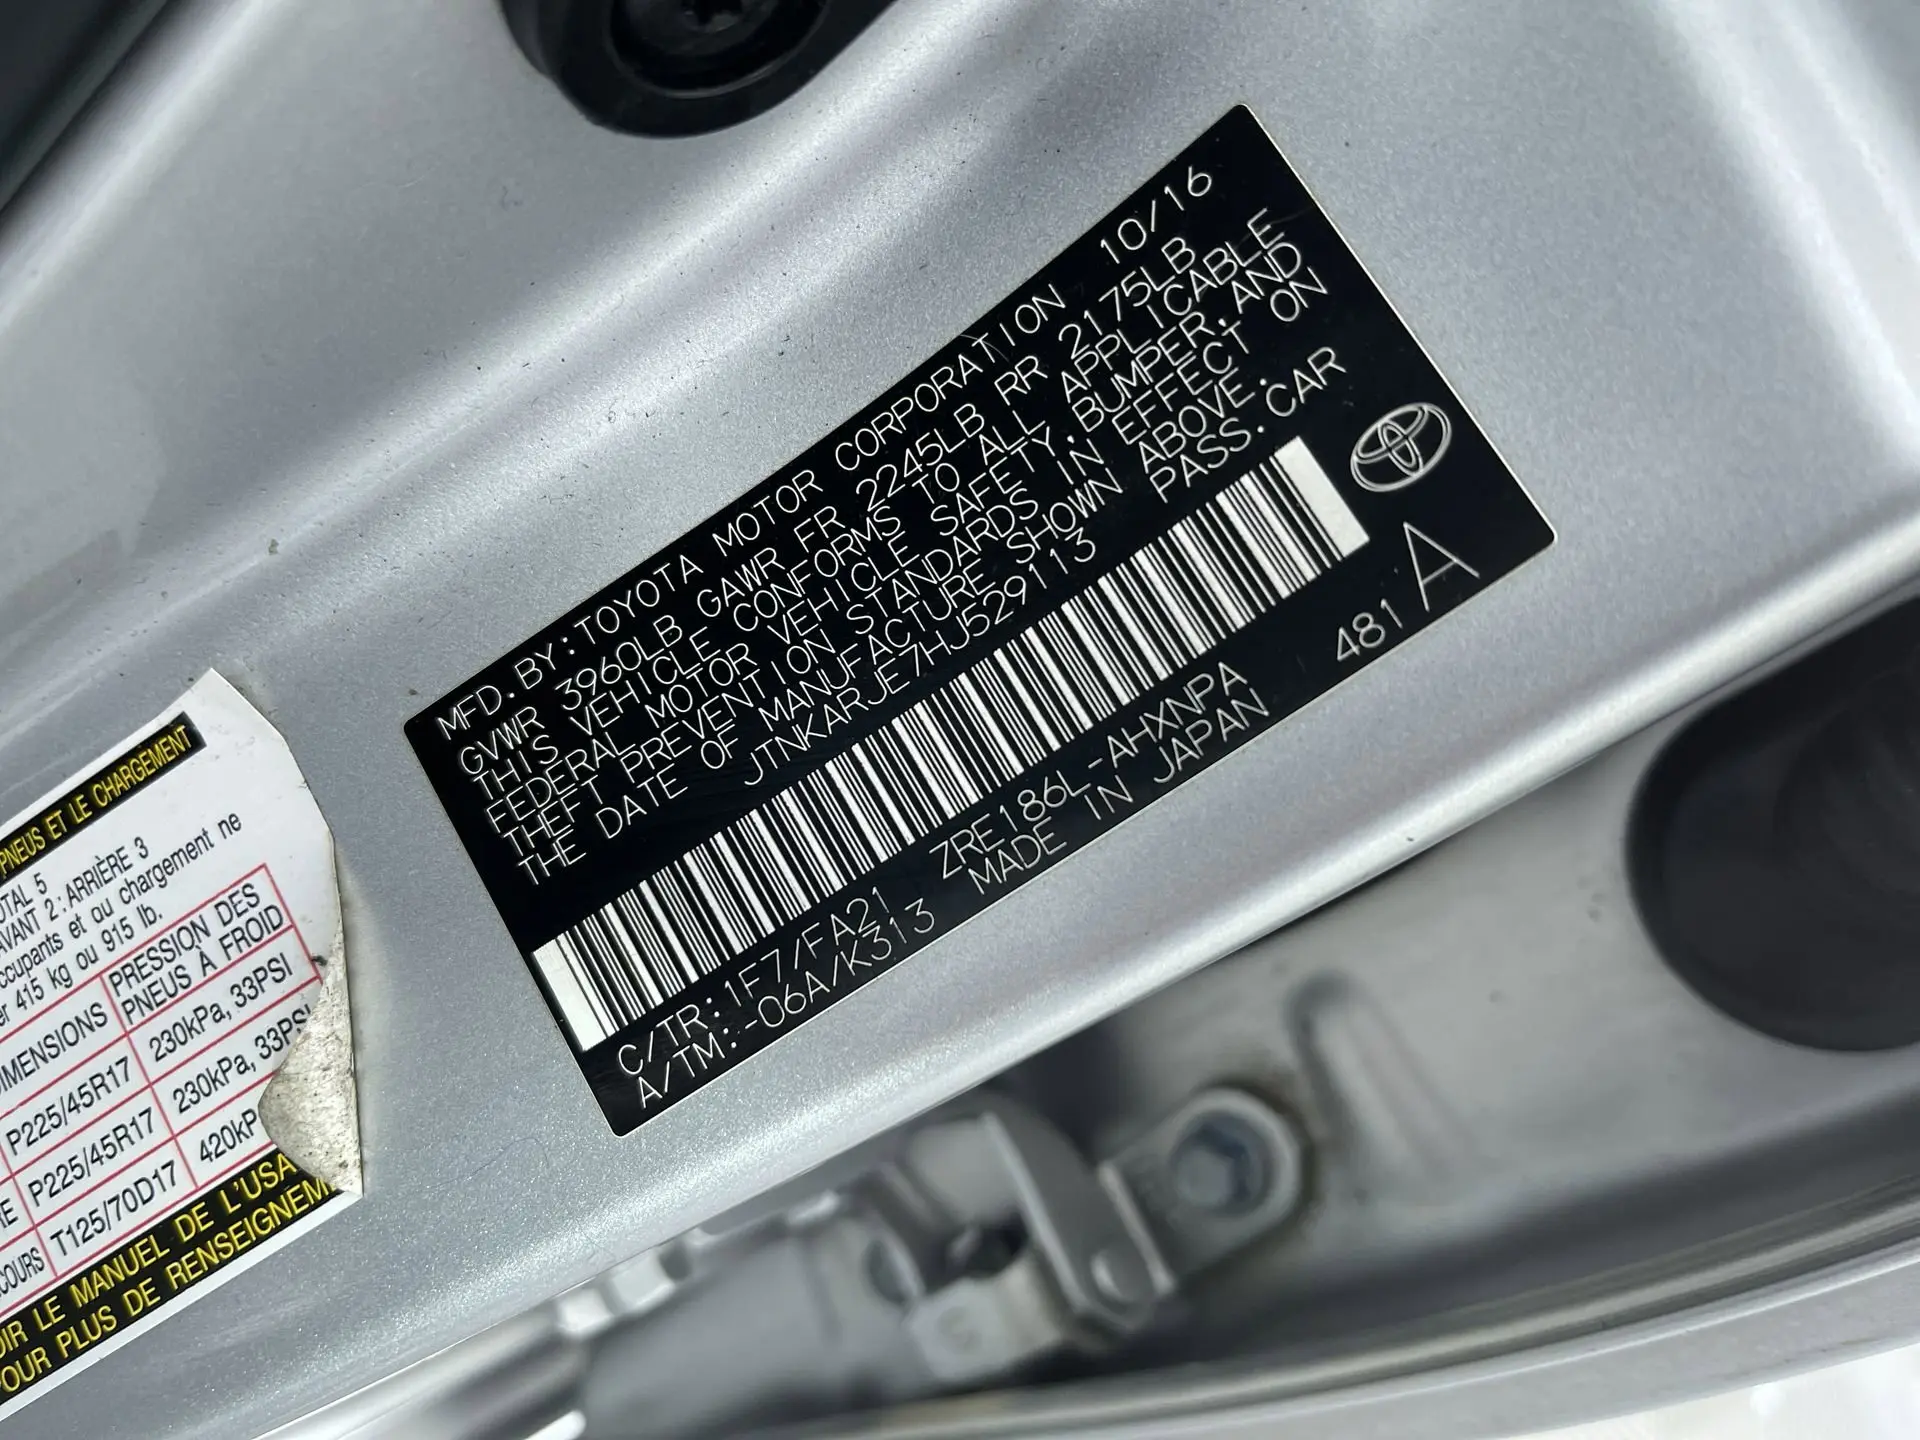 MFD.BY:TOYOTA MOTOR CORPORATION 10/16
GVWR 3960LB GAWR FR 2245LB RR 2175LB
THIS VEHICLE CONFORMS TO ALL APPLICABLE
FEDERAL MOTOR VEHICLE SAFETY,BUMPER,AND
THEFT PREVENTION STANDARDS IN EFFECT ON
THE DATE OF MANUFACTURE SHOWN ABOVE.
JTNKARJE7HJ529113 PASS.CAR
C/TR:1F7/FA21 ZRE186L-AHXNPA 481 A
A/TM:-06A/K313 MADE IN JAPAN
PNEUS ET LE CHARGEMENT
TOTAL 5
AVANT 2:ARRIÈRE 3
occupants et ou chargement ne
415 kg ou 915 lb.
DIMENSIONS PRESSION DES
PNEUS À FROID
P225/45R17 230kPa, 33PSI
P225/45R17 230kPa, 33PSI
T125/70D17 420kP
LE MANUEL DE L'USA
POUR PLUS DE RENSEIGNEM